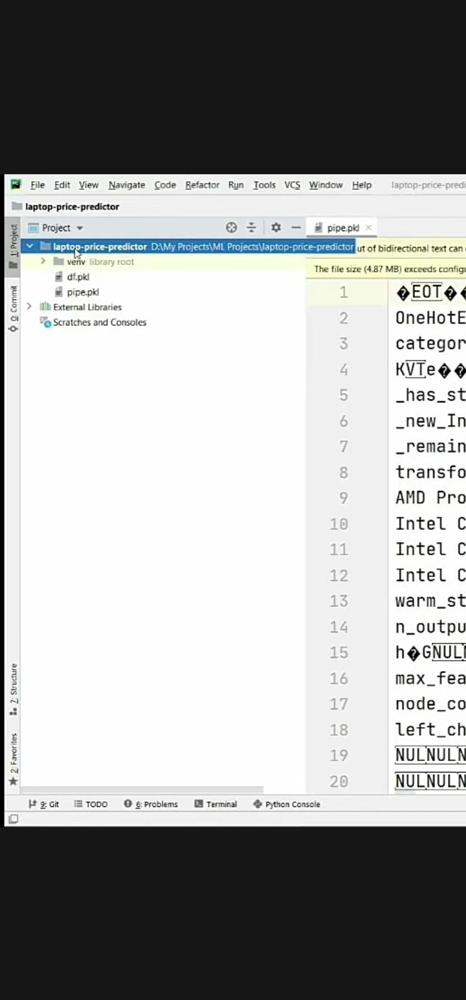 File Edit View Navigate Code Refactor Run Tools VCS Window Help laptop-price-predi
laptop-price-predictor
1: Project
Project
pipe.pkl
laptop-price-predictor D:\My Projects\ML Projects\laptop-price-predictor
ut of bidirectional text can
venv library root
The file size (4.87 MB) exceeds configu
df.pkl
pipe.pkl
External Libraries
Scratches and Consoles
0: Commit
1 �EOT��
2 OneHotE
3 categor
4 KVTe��
5 _has_st
6 _new_In
7 _remain
8 transfo
9 AMD Pro
10 Intel C
11 Intel C
12 Intel C
13 warm_st
14 n_outpu
15 h�GNULN
16 max_fea
17 node_co
18 left_ch
19 NULNULN
20 NULNULN
7: Structure
2: Favorites
9: Git TODO 6: Problems Terminal Python Console